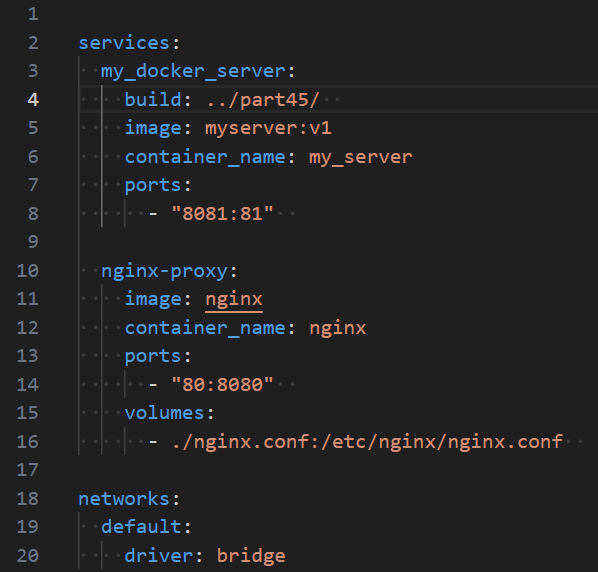 1
2 services:
3   my_docker_server:
4     build: ../part45/
5     image: myserver:v1
6     container_name: my_server
7     ports:
8       - "8081:81"
9
10   nginx-proxy:
11     image: nginx
12     container_name: nginx
13     ports:
14       - "80:8080"
15     volumes:
16       - ./nginx.conf:/etc/nginx/nginx.conf
17
18 networks:
19   default:
20     driver: bridge